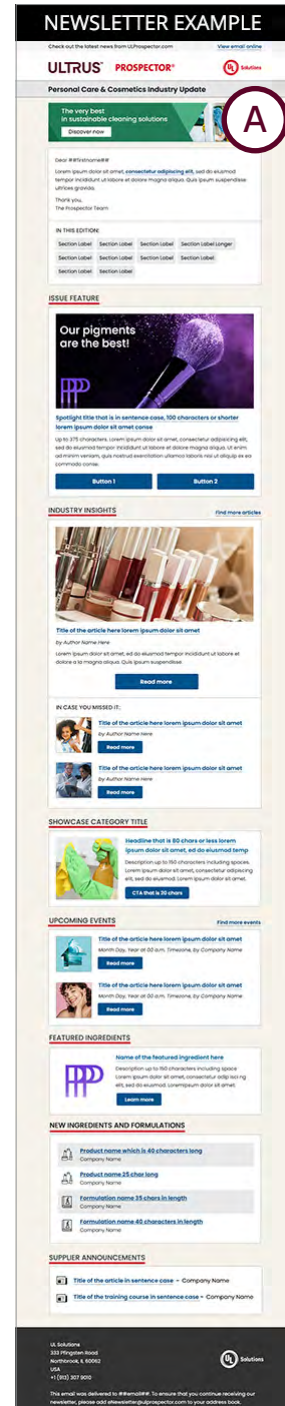 NEWSLETTER EXAMPLE
Check out the latest news from ULProspector.com View email online
ULTRUS™ PROSPECTOR® UL Solutions
Personal Care & Cosmetics Industry Update
The very best
in sustainable cleaning solutions
Discover now
A
Dear ##firstname##
Lorem ipsum dolor sit amet, consectetur adipiscing elit, sed do eiusmod
tempor incididunt ut labore et dolore magna aliqua. Quis ipsum suspendisse
ultrices gravida.
Thank you,
The Prospector Team
IN THIS EDITION:
Section Label Section Label Section Label Section Label Longer
Section Label Section Label Section Label Section Label
Section Label Section Label
ISSUE FEATURE
Our pigments
are the best!
PPP
Spotlight title that is in sentence case, 100 characters or shorter
lorem ipsum dolor sit amet conse
Up to 375 characters. Lorem ipsum dolor sit amet, consectetur adipiscing elit,
sed do eiusmod tempor incididunt ut labore et dolore magna aliqua. Ut enim
ad minim veniam, quis nostrud exercitation ullamco laboris nisi ut aliquip ex ea
commodo conse.
Button 1 Button 2
INDUSTRY INSIGHTS Find more articles
Title of the article here lorem ipsum dolor sit amet
by Author Name Here
Lorem ipsum dolor sit amet, ed do eiusmod tempor incididunt ut labore et
dolore a la magna aliqua. Quis ipsum suspendisse.
Read more
IN CASE YOU MISSED IT:
Title of the article here lorem ipsum dolor sit amet
by Author Name Here
Read more
Title of the article here lorem ipsum dolor sit amet
by Author Name Here
Read more
SHOWCASE CATEGORY TITLE
Headline that is 80 chars or less lorem
ipsum dolor sit amet, ed do eiusmod temp
Description up to 150 characters including spaces.
Lorem ipsum dolor sit amet, consectetur adipiscing
elit, sed do eiusmod. Lorem ipsum dolor sit amet.
CTA that is 20 chars
UPCOMING EVENTS Find more events
Title of the article here lorem ipsum dolor sit amet
Month Day, Year at 00 a.m. Timezone, by Company Name
Read more
Title of the article here lorem ipsum dolor sit amet
Month Day, Year at 00 a.m. Timezone, by Company Name
Read more
FEATURED INGREDIENTS
PPP
Name of the featured ingredient here
Description up to 150 characters including space
Lorem ipsum dolor sit amet, consectetur adip isci ng
elit, sed do eiusmod. Loremipsum dolor sit amet.
Learn more
NEW INGREDIENTS AND FORMULATIONS
Product name which is 40 characters long
Company Name
Product name 25 char long
Company Name
Formulation name 35 chars in length
Company Name
Formulation name 40 characters in length
Company Name
SUPPLIER ANNOUNCEMENTS
Title of the article in sentence case - Company Name
Title of the training course in sentence case - Company Name
UL Solutions
333 Pfingsten Road
Northbrook, IL 60062
USA
+1 (913) 307 9010
UL Solutions
This email was delivered to ##email##. To ensure that you continue receiving our
newsletter, please add eNewsletter@ulprospector.com to your address book.